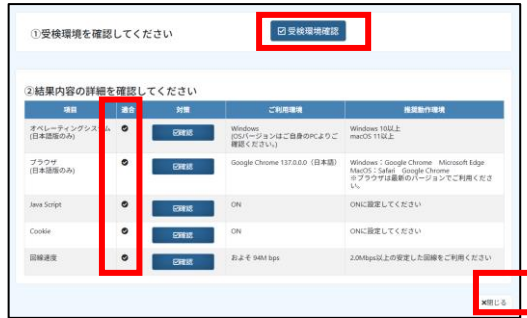 ①受検環境を確認してください
☑受検環境確認
②結果内容の詳細を確認してください
項目 適合 対策 ご利用環境 推奨動作環境
オペレーティングシステム
(日本語版のみ)
☑確認
Windows
(OSバージョンはご自身のPCよりご
確認ください。)
Windows 10以上
macOS 11以上
ブラウザ
(日本語版のみ)
☑確認
Google Chrome 137.0.0.0（日本語）
Windows：Google Chrome　Microsoft Edge
MacOS：Safari　Google Chrome
※ブラウザは最新のバージョンでご利用くださ
い。
Java Script ☑確認 ON ONに設定してください
Cookie ☑確認 ON ONに設定してください
回線速度 ☑確認 およそ 94M bps 2.0Mbps以上の安定した回線をご利用ください
✖閉じる